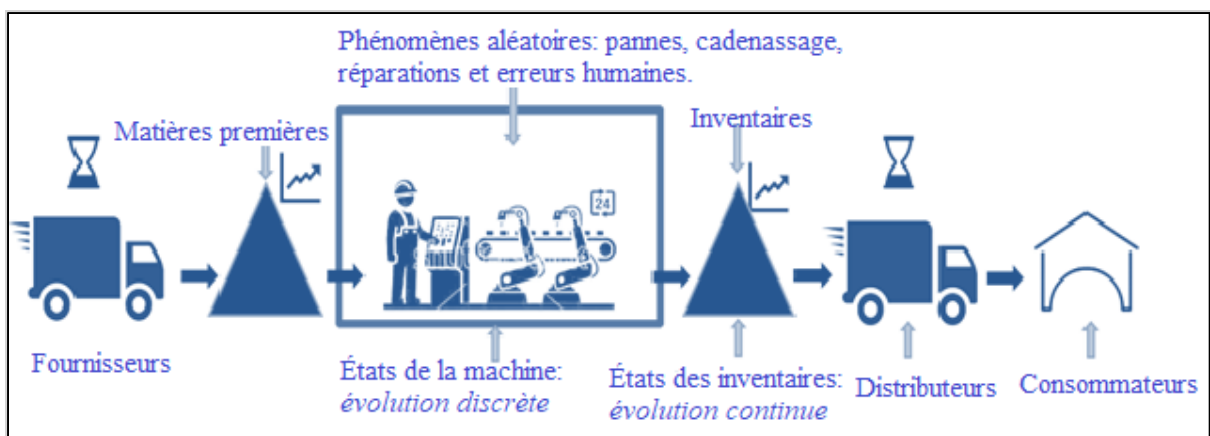 Phénomènes aléatoires: pannes, cadenassage,
réparations et erreurs humaines.
Matières premières
Inventaires
24
Fournisseurs
États de la machine:
évolution discrète
États des inventaires:
évolution continue
Distributeurs
Consommateurs